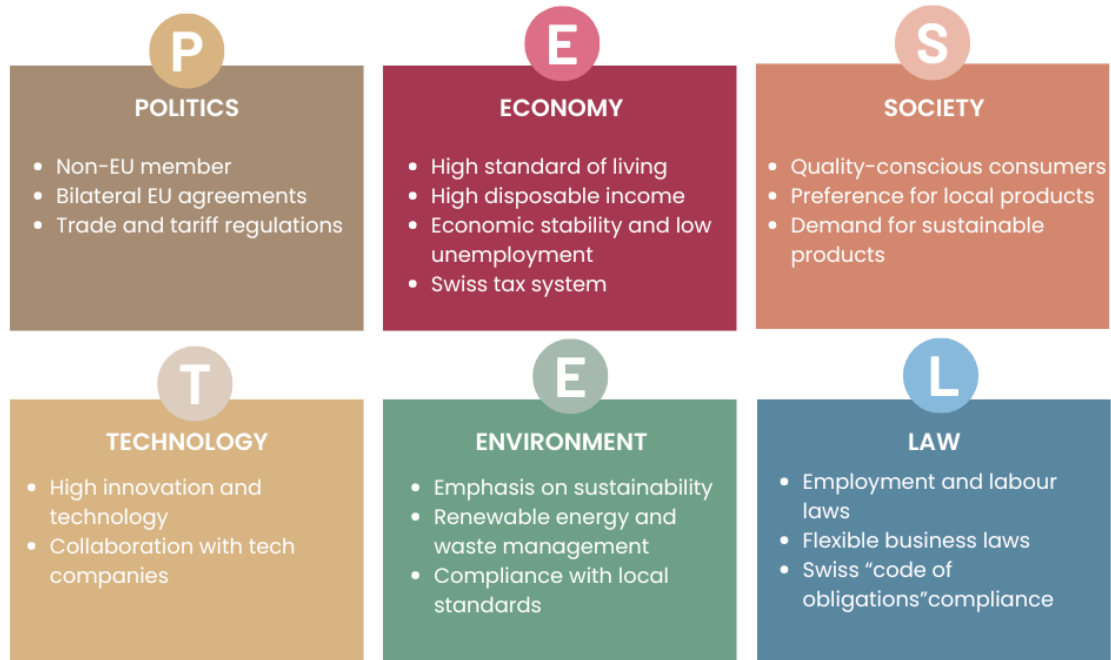 P
POLITICS
• Non-EU member
• Bilateral EU agreements
• Trade and tariff regulations
E
ECONOMY
• High standard of living
• High disposable income
• Economic stability and low
unemployment
• Swiss tax system
S
SOCIETY
• Quality-conscious consumers
• Preference for local products
• Demand for sustainable
products
T
TECHNOLOGY
• High innovation and
technology
• Collaboration with tech
companies
E
ENVIRONMENT
• Emphasis on sustainability
• Renewable energy and
waste management
• Compliance with local
standards
L
LAW
• Employment and labour
laws
• Flexible business laws
• Swiss “code of
obligations”compliance